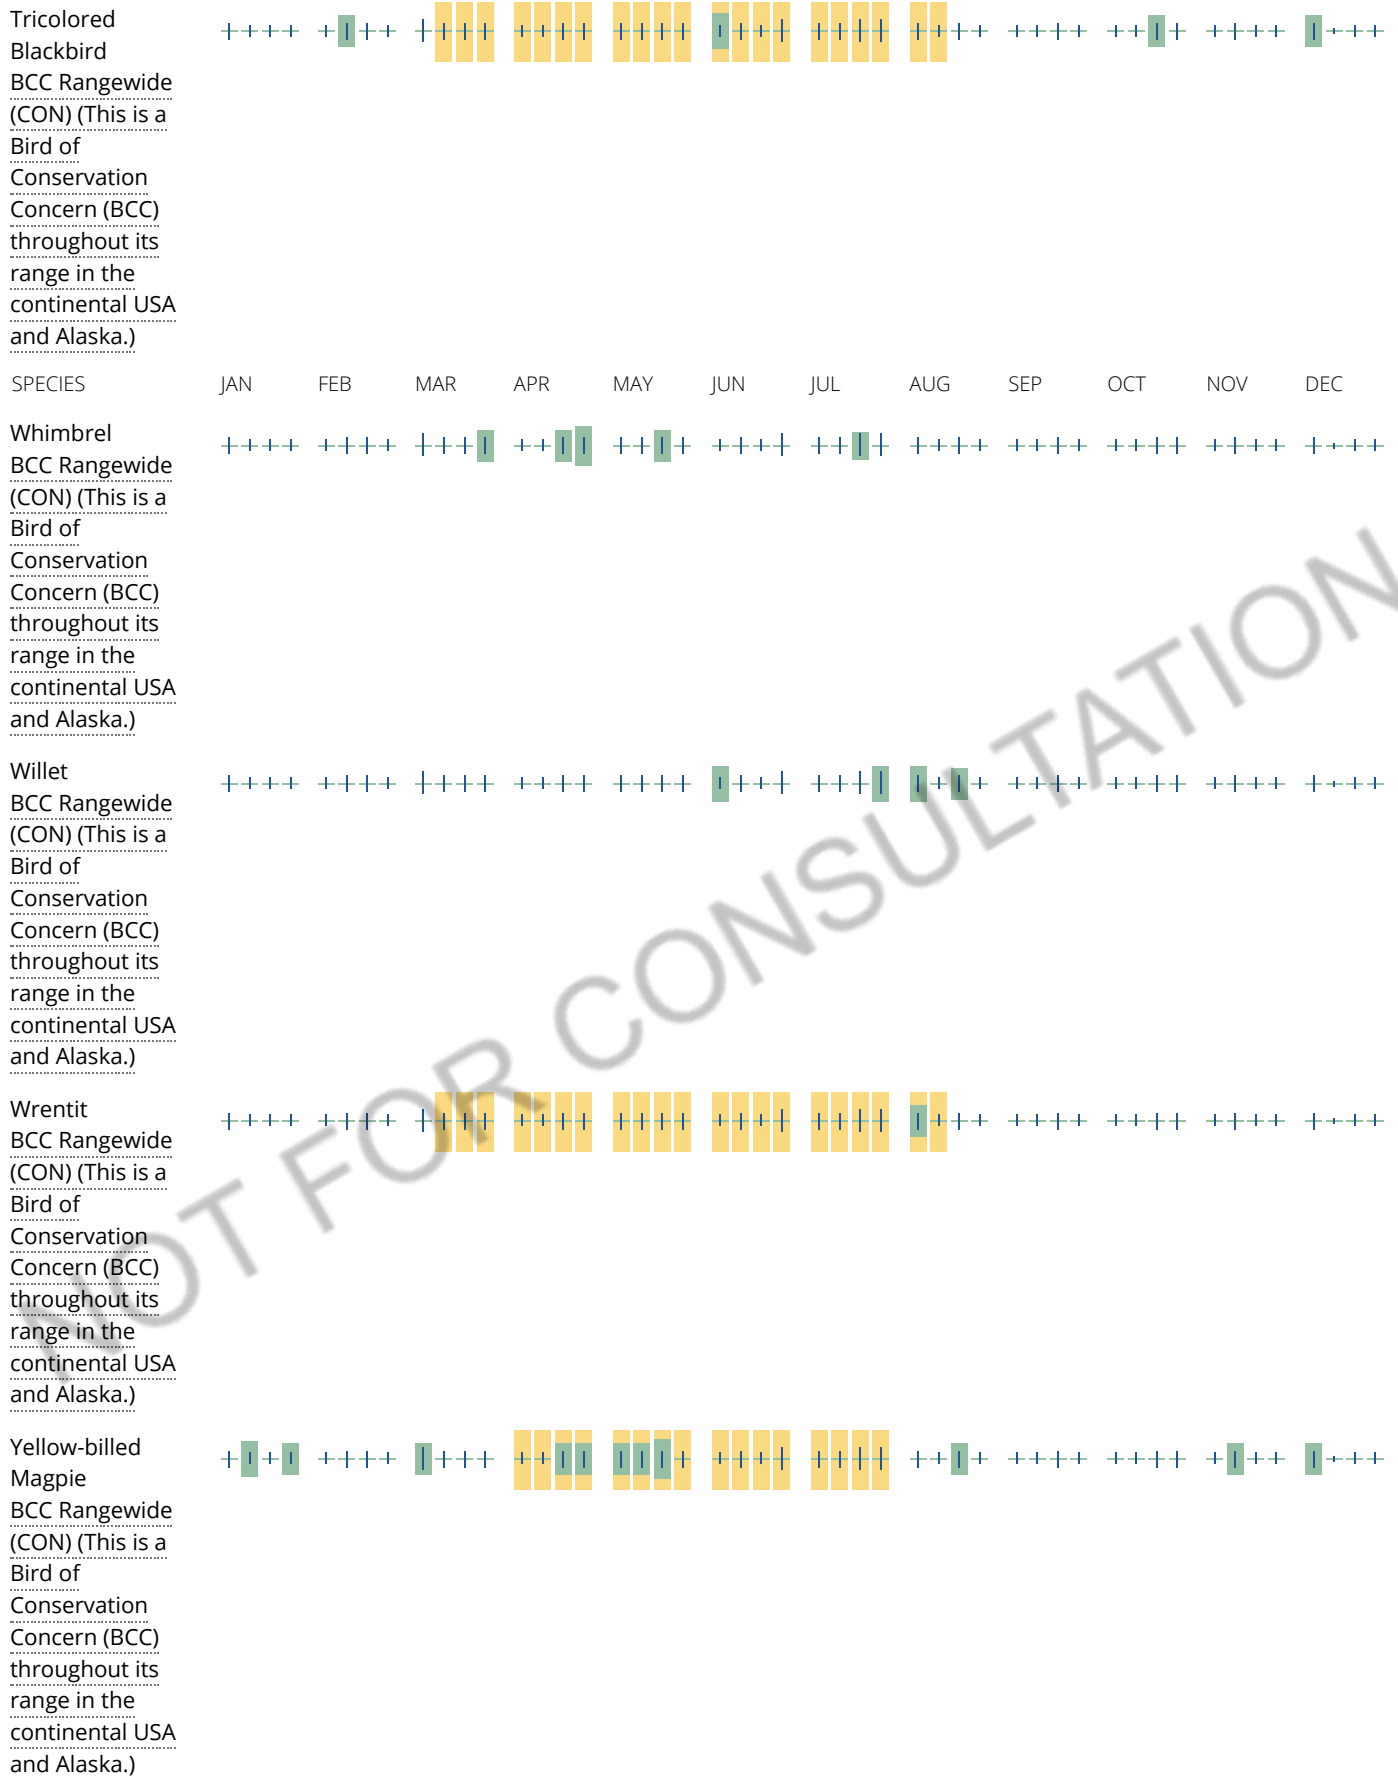 Tricolored
Blackbird
BCC Rangewide
(CON) (This is a
Bird of
Conservation
Concern (BCC)
throughout its
range in the
continental USA
and Alaska.)
SPECIES JAN FEB MAR APR MAY JUN JUL AUG SEP OCT NOV DEC
Whimbrel
BCC Rangewide
(CON) (This is a
Bird of
Conservation
Concern (BCC)
throughout its
range in the
continental USA
and Alaska.)
Willet
BCC Rangewide
(CON) (This is a
Bird of
Conservation
Concern (BCC)
throughout its
range in the
continental USA
and Alaska.)
Wrentit
BCC Rangewide
(CON) (This is a
Bird of
Conservation
Concern (BCC)
throughout its
range in the
continental USA
and Alaska.)
Yellow-billed
Magpie
BCC Rangewide
(CON) (This is a
Bird of
Conservation
Concern (BCC)
throughout its
range in the
continental USA
and Alaska.)
NOT FOR CONSULTATION